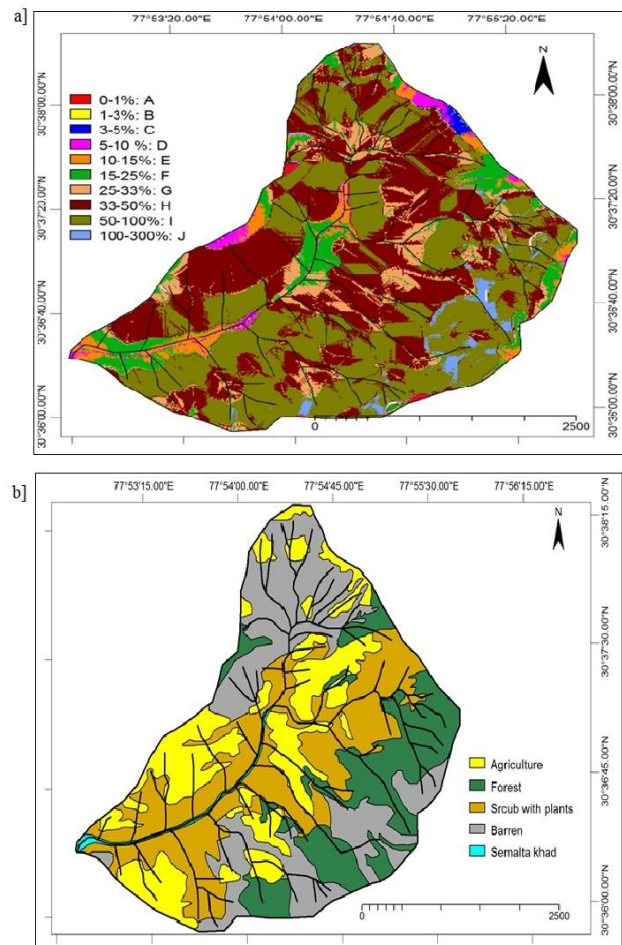 a]
77°53'20.00"E 77°54'00.00"E 77°54'40.00"E 77°55'20.00"E
N
0-1%: A
1-3%: B
3-5%: C
5-10 %: D
10-15%: E
15-25%: F
25-33%: G
33-50%: H
50-100%: I
100-300%: J
30°38'00.00"N
30°37'20.00"N
30°36'40.00"N
30°36'00.00"N
30°38'00.00"N
30°37'20.00"N
30°36'40.00"N
30°36'00.00"N
0 2500
b]
77°53'15.00"E 77°54'00.00"E 77°54'45.00"E 77°55'30.00"E 77°56'15.00"E
N
30°38'15.00"N
30°37'30.00"N
30°36'45.00"N
30°36'00.00"N
Agriculture
Forest
Srcub with plants
Barren
Semalta khad
0 2500